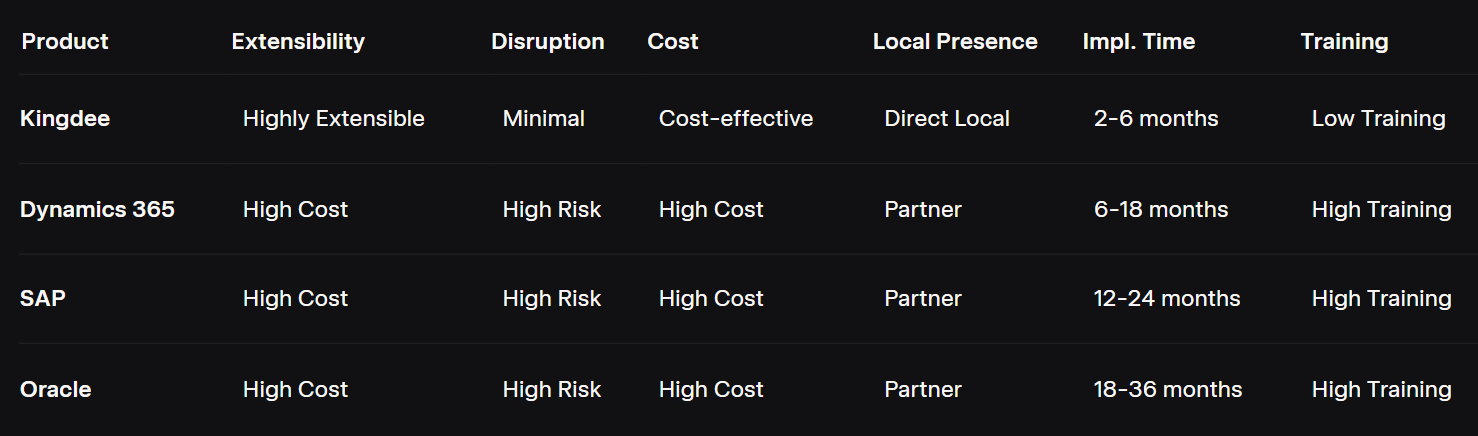 Product Extensibility Disruption Cost Local Presence Impl. Time Training
Kingdee Highly Extensible Minimal Cost-effective Direct Local 2-6 months Low Training
Dynamics 365 High Cost High Risk High Cost Partner 6-18 months High Training
SAP High Cost High Risk High Cost Partner 12-24 months High Training
Oracle High Cost High Risk High Cost Partner 18-36 months High Training